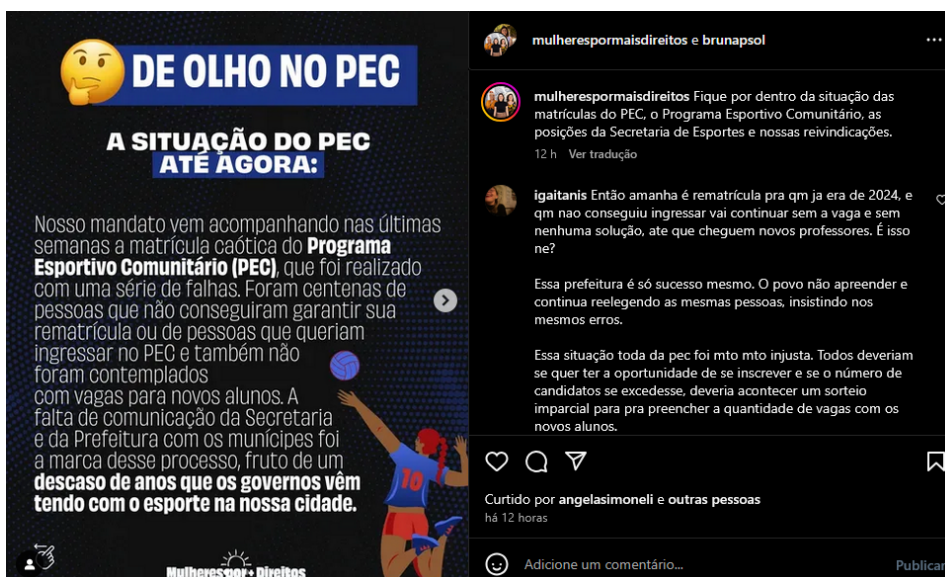 DE OLHO NO PEC
A SITUAÇÃO DO PEC
ATÉ AGORA:
Nosso mandato vem acompanhando nas últimas
semanas a matrícula caótica do Programa
Esportivo Comunitário (PEC), que foi realizado
com uma série de falhas. Foram centenas de
pessoas que não conseguiram garantir sua
rematrícula ou de pessoas que queriam
ingressar no PEC e também não
foram contemplados
com vagas para novos alunos. A
falta de comunicação da Secretaria
e da Prefeitura com os munícipes foi
a marca desse processo, fruto de um
descaso de anos que os governos vêm
tendo com o esporte na nossa cidade.
10
Mulheres por + Direitos
mulherespormaisdireitos e brunapsol
mulherespormaisdireitos Fique por dentro da situação das
matrículas do PEC, o Programa Esportivo Comunitário, as
posições da Secretaria de Esportes e nossas reivindicações.
12 h Ver tradução
igaitanis Então amanha é rematrícula pra qm ja era de 2024, e
qm nao conseguiu ingressar vai continuar sem a vaga e sem
nenhuma solução, ate que cheguem novos professores. É isso
ne?
Essa prefeitura é só sucesso mesmo. O povo não apreender e
continua reelegendo as mesmas pessoas, insistindo nos
mesmos erros.
Essa situação toda da pec foi mto mto injusta. Todos deveriam
se quer ter a oportunidade de se inscrever e se o número de
candidatos se excedesse, deveria acontecer um sorteio
imparcial para pra preencher a quantidade de vagas com os
novos alunos.
Curtido por angelasimoneli e outras pessoas
há 12 horas
Adicione um comentário...
Publicar